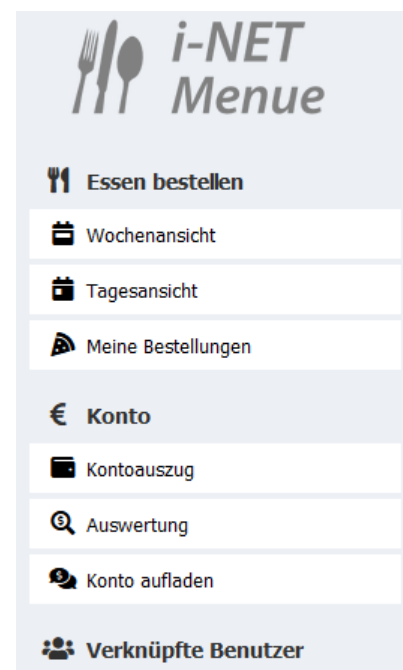 i-NET
Menue
Essen bestellen
Wochenansicht
Tagesansicht
Meine Bestellungen
€ Konto
Kontoauszug
Auswertung
Konto aufladen
Verknüpfte Benutzer